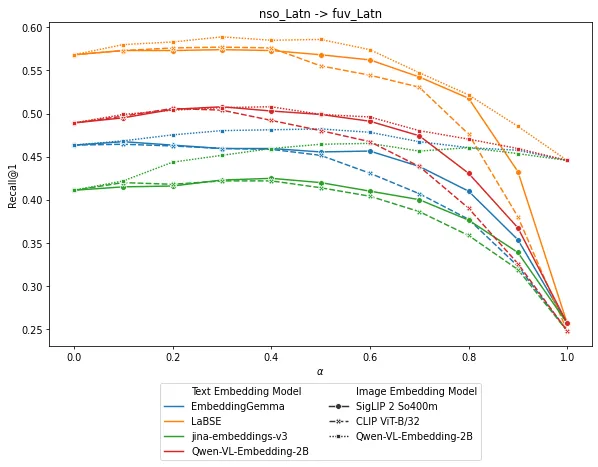 nso_Latn -> fuv_Latn
Recall@1
0.60
0.55
0.50
0.45
0.40
0.35
0.30
0.25
0.0 0.2 0.4 0.6 0.8 1.0
α
Text Embedding Model Image Embedding Model
EmbeddingGemma SigLIP 2 So400m
LaBSE CLIP ViT-B/32
jina-embeddings-v3 Qwen-VL-Embedding-2B
Qwen-VL-Embedding-2B